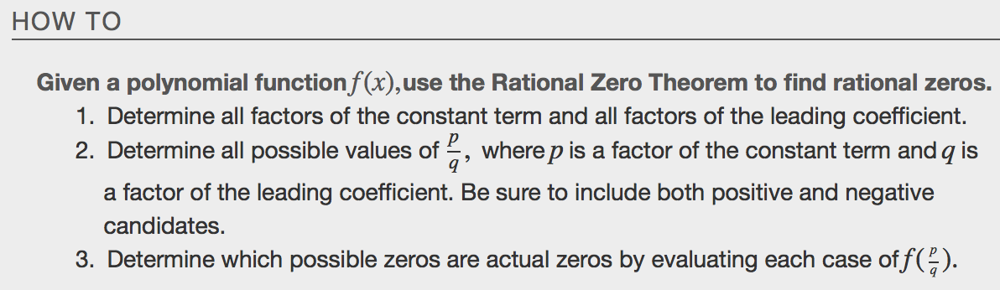 HOW TO
Given a polynomial function f(x), use the Rational Zero Theorem to find rational zeros.
1. Determine all factors of the constant term and all factors of the leading coefficient.
2. Determine all possible values of p/q, where p is a factor of the constant term and q is
a factor of the leading coefficient. Be sure to include both positive and negative
candidates.
3. Determine which possible zeros are actual zeros by evaluating each case of f(p/q).